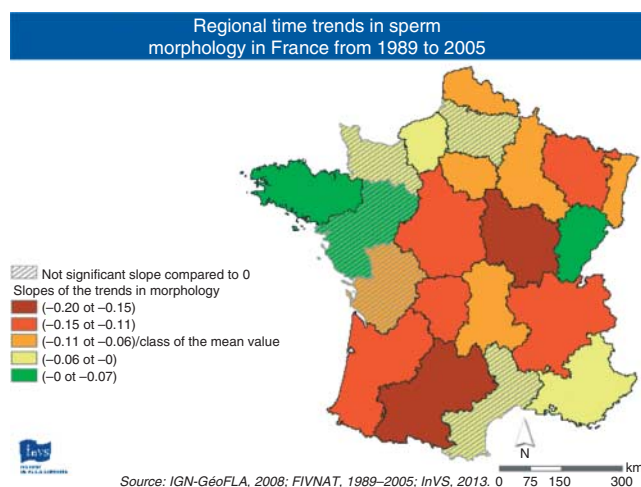 Regional time trends in sperm
morphology in France from 1989 to 2005
Not significant slope compared to 0
Slopes of the trends in morphology
(–0.20 ot –0.15)
(–0.15 ot –0.11)
(–0.11 ot –0.06)/class of the mean value
(–0.06 ot –0)
(–0 ot –0.07)
InVS
N
km
Source: IGN-GéoFLA, 2008; FIVNAT, 1989–2005; InVS, 2013.
0 75 150 300